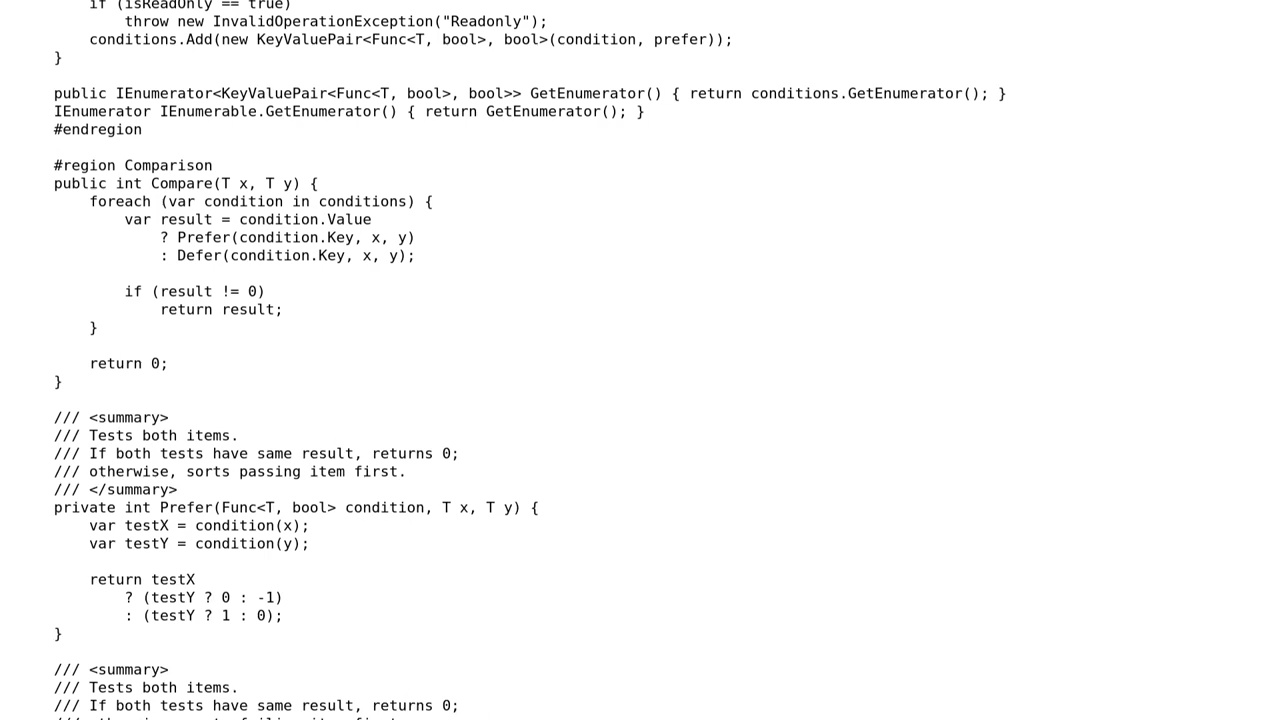 if (isReadOnly == true)
throw new InvalidOperationException("Readonly");
conditions.Add(new KeyValuePair<Func<T, bool>, bool>(condition, prefer));
}
public IEnumerator<KeyValuePair<Func<T, bool>, bool>> GetEnumerator() { return conditions.GetEnumerator(); }
IEnumerator IEnumerable.GetEnumerator() { return GetEnumerator(); }
#endregion
#region Comparison
public int Compare(T x, T y) {
foreach (var condition in conditions) {
var result = condition.Value
? Prefer(condition.Key, x, y)
: Defer(condition.Key, x, y);
if (result != 0)
return result;
}
return 0;
}
/// <summary>
/// Tests both items.
/// If both tests have same result, returns 0;
/// otherwise, sorts passing item first.
/// </summary>
private int Prefer(Func<T, bool> condition, T x, T y) {
var testX = condition(x);
var testY = condition(y);
return testX
? (testY ? 0 : -1)
: (testY ? 1 : 0);
}
/// <summary>
/// Tests both items.
/// If both tests have same result, returns 0;